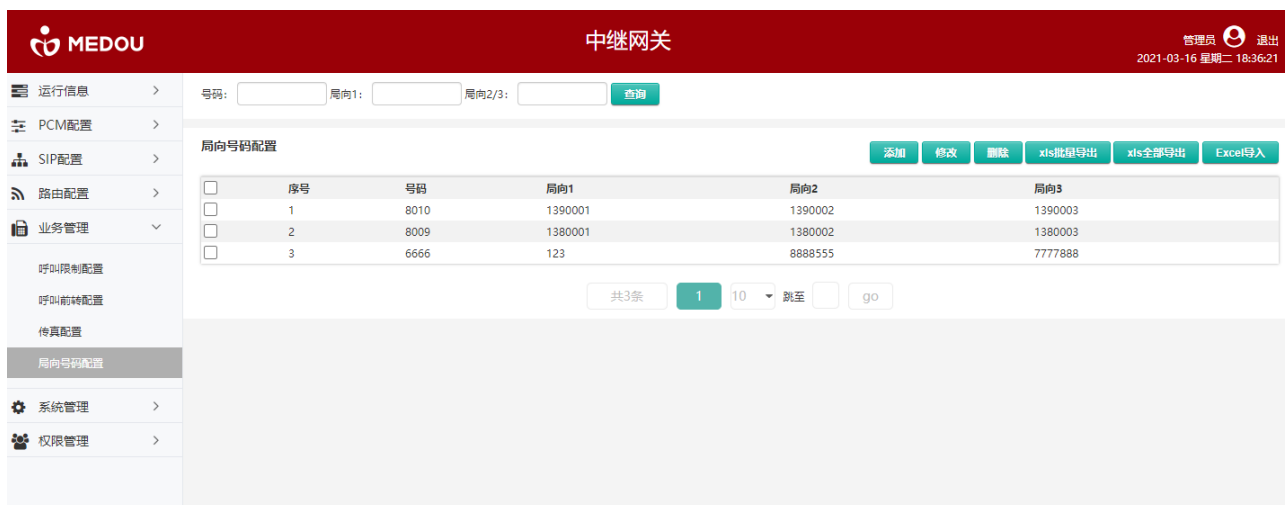 MEDOU
中继网关
管理员 退出
2021-03-16 星期二 18:36:21
运行信息
PCM配置
SIP配置
路由配置
业务管理
呼叫限制配置
呼叫前转配置
传真配置
局向号码配置
系统管理
权限管理
号码: 局向1: 局向2/3: 查询
局向号码配置
添加 修改 删除 xls批量导出 xls全部导出 Excel导入
序号 号码 局向1 局向2 局向3
1 8010 1390001 1390002 1390003
2 8009 1380001 1380002 1380003
3 6666 123 8888555 7777888
共3条 1 10 跳至 go